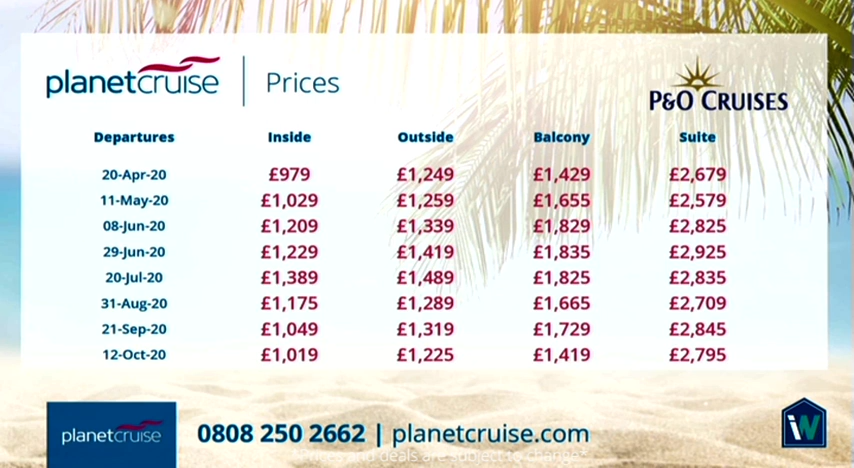 planetcruise | Prices
P&O CRUISES
Departures Inside Outside Balcony Suite
20-Apr-20 £979 £1,249 £1,429 £2,679
11-May-20 £1,029 £1,259 £1,655 £2,579
08-Jun-20 £1,209 £1,339 £1,829 £2,825
29-Jun-20 £1,229 £1,419 £1,835 £2,925
20-Jul-20 £1,389 £1,489 £1,825 £2,835
31-Aug-20 £1,175 £1,289 £1,665 £2,709
21-Sep-20 £1,049 £1,319 £1,729 £2,845
12-Oct-20 £1,019 £1,225 £1,419 £2,795
planetcruise 0808 250 2662 | planetcruise.com
iW
*Prices and deals are subject to change*